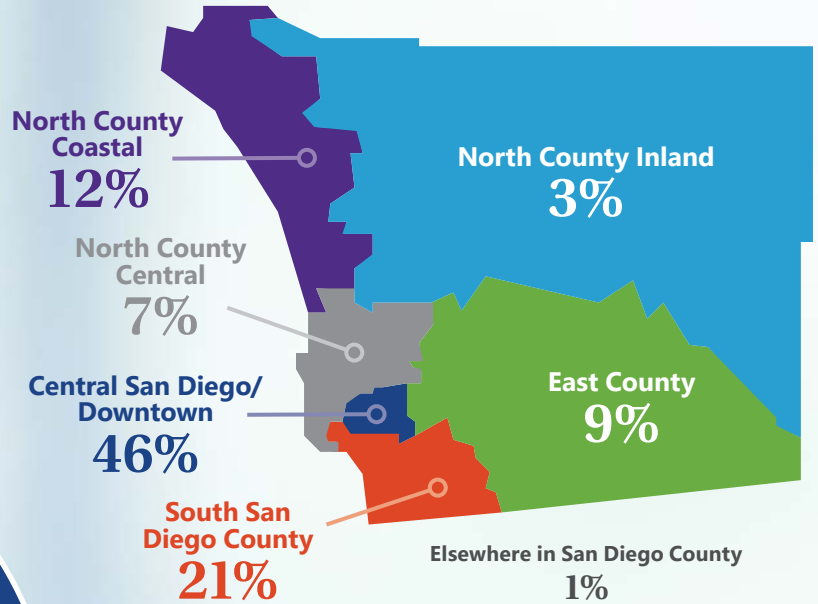 North County
Coastal
12%
North County Inland
3%
North County
Central
7%
Central San Diego/
Downtown
46%
East County
9%
South San
Diego County
21%
Elsewhere in San Diego County
1%